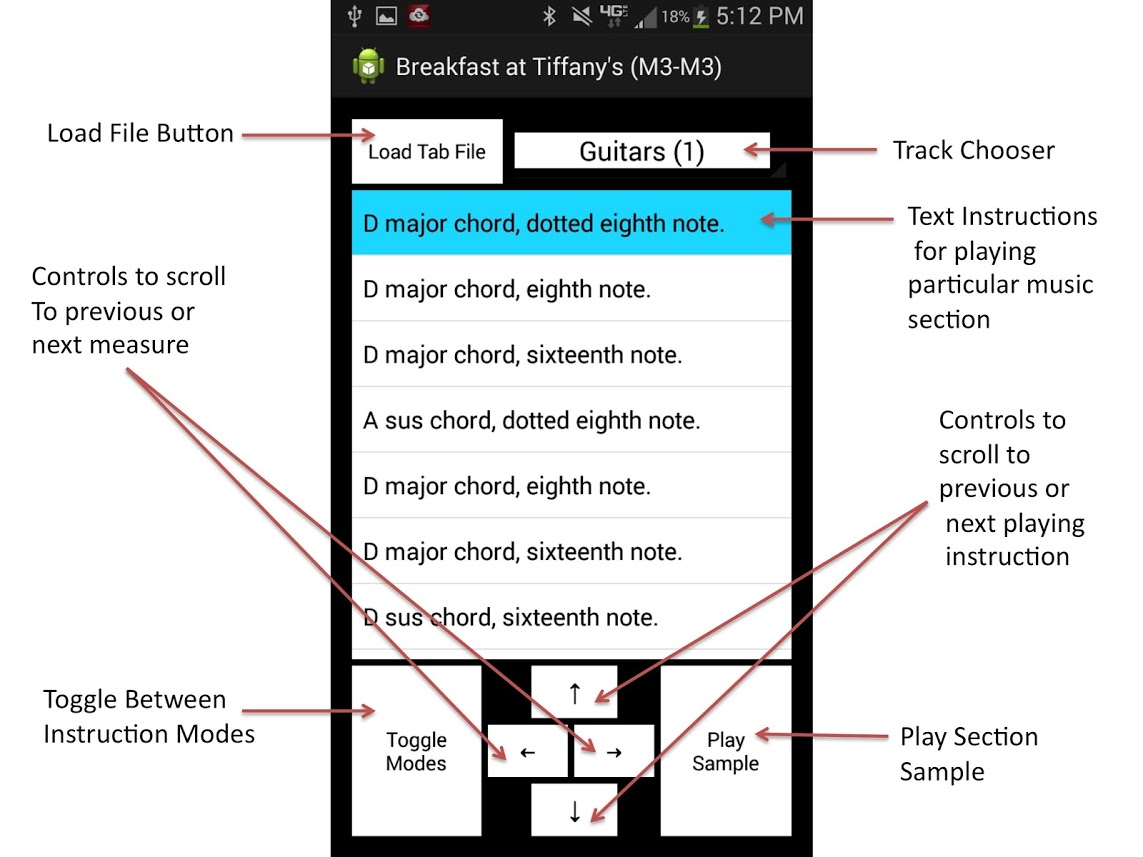 4G LTE 18% 5:12 PM
Breakfast at Tiffany's (M3-M3)
Load File Button
Load Tab File
Guitars (1)
Track Chooser
D major chord, dotted eighth note.
D major chord, eighth note.
D major chord, sixteenth note.
A sus chord, dotted eighth note.
D major chord, eighth note.
D major chord, sixteenth note.
D sus chord, sixteenth note.
Text Instructions
for playing
particular music
section
Controls to scroll
To previous or
next measure
Controls to
scroll to
previous or
next playing
instruction
Toggle Between
Instruction Modes
Toggle
Modes
↑
← →
↓
Play
Sample
Play Section
Sample